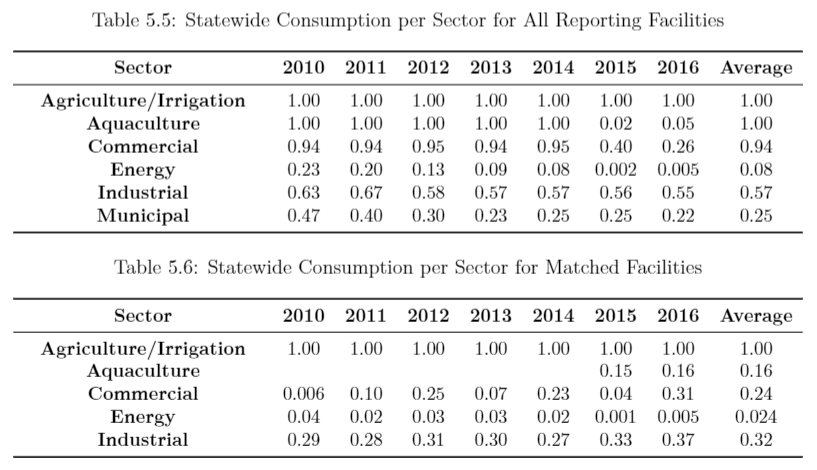 Table 5.5: Statewide Consumption per Sector for All Reporting Facilities
Sector 2010 2011 2012 2013 2014 2015 2016 Average
Agriculture/Irrigation 1.00 1.00 1.00 1.00 1.00 1.00 1.00 1.00
Aquaculture 1.00 1.00 1.00 1.00 1.00 0.02 0.05 1.00
Commercial 0.94 0.94 0.95 0.94 0.95 0.40 0.26 0.94
Energy 0.23 0.20 0.13 0.09 0.08 0.002 0.005 0.08
Industrial 0.63 0.67 0.58 0.57 0.57 0.56 0.55 0.57
Municipal 0.47 0.40 0.30 0.23 0.25 0.25 0.22 0.25
Table 5.6: Statewide Consumption per Sector for Matched Facilities
Sector 2010 2011 2012 2013 2014 2015 2016 Average
Agriculture/Irrigation 1.00 1.00 1.00 1.00 1.00 1.00 1.00 1.00
Aquaculture 0.15 0.16 0.16
Commercial 0.006 0.10 0.25 0.07 0.23 0.04 0.31 0.24
Energy 0.04 0.02 0.03 0.03 0.02 0.001 0.005 0.024
Industrial 0.29 0.28 0.31 0.30 0.27 0.33 0.37 0.32